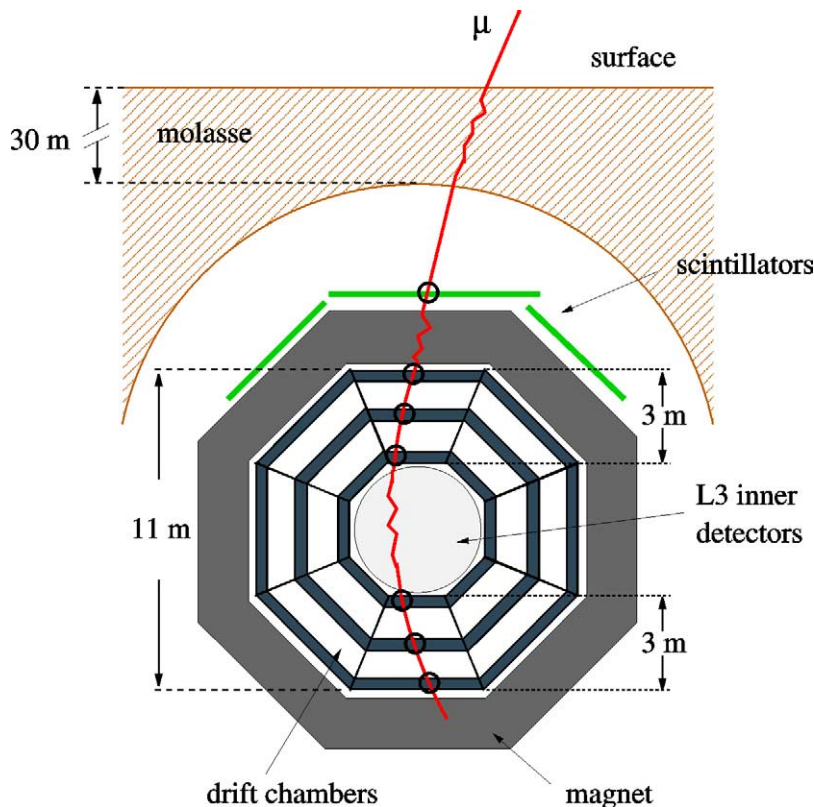 μ
surface
30 m
molasse
scintillators
3 m
L3 inner
detectors
11 m
3 m
drift chambers
magnet